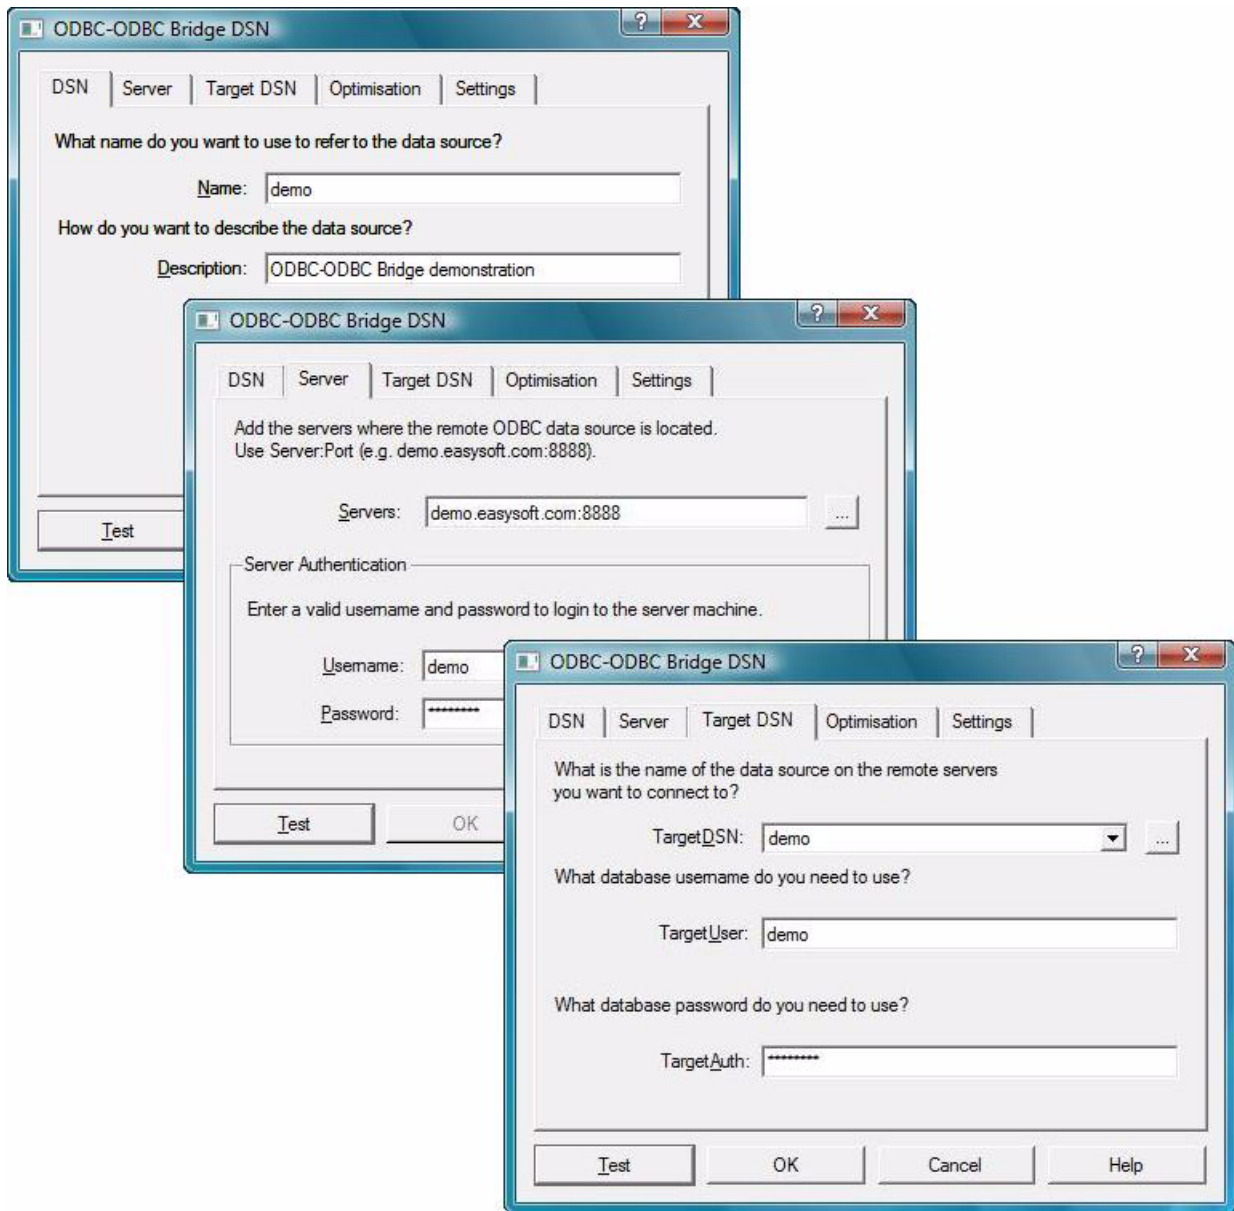 ODBC-ODBC Bridge DSN
DSN Server Target DSN Optimisation Settings
What name do you want to use to refer to the data source?
Name: demo
How do you want to describe the data source?
Description: ODBC-ODBC Bridge demonstration
Test
ODBC-ODBC Bridge DSN
DSN Server Target DSN Optimisation Settings
Add the servers where the remote ODBC data source is located.
Use Server:Port (e.g. demo.easysoft.com:8888).
Servers: demo.easysoft.com:8888 ...
Server Authentication
Enter a valid username and password to login to the server machine.
Username: demo
Password: ********
Test OK
ODBC-ODBC Bridge DSN
DSN Server Target DSN Optimisation Settings
What is the name of the data source on the remote servers
you want to connect to?
TargetDSN: demo ...
What database username do you need to use?
TargetUser: demo
What database password do you need to use?
TargetAuth: ********
Test OK Cancel Help